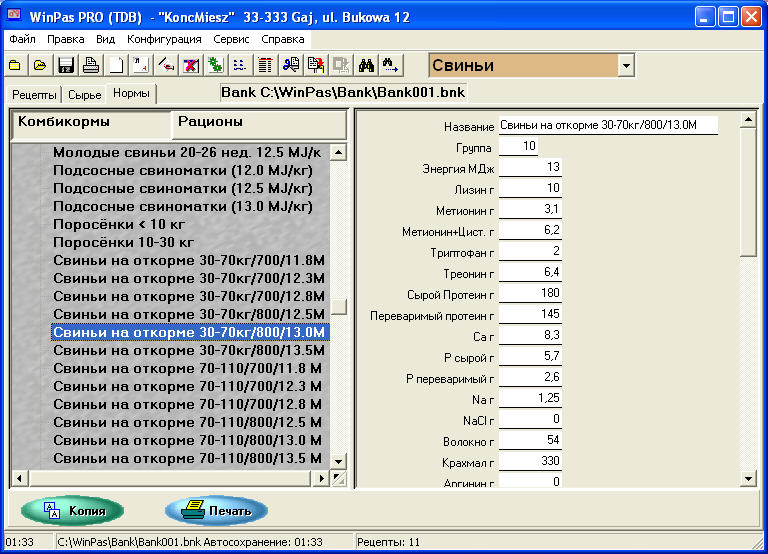 WinPas PRO (TDB) - "KoncMiesz" 33-333 Gaj, ul. Bukowa 12
Файл Правка Вид Конфигурация Сервис Справка
Свиньи
Рецепты Сырье Нормы Bank C:\WinPas\Bank\Bank001.bnk
Комбикормы Рационы
Молодые свиньи 20-26 нед. 12.5 MJ/к
Подсосные свиноматки (12.0 MJ/кг)
Подсосные свиноматки (12.5 MJ/кг)
Подсосные свиноматки (13.0 MJ/кг)
Поросёнки < 10 кг
Поросёнки 10-30 кг
Свиньи на откорме 30-70кг/700/11.8М
Свиньи на откорме 30-70кг/700/12.3М
Свиньи на откорме 30-70кг/700/12.8М
Свиньи на откорме 30-70кг/800/12.5М
Свиньи на откорме 30-70кг/800/13.0М
Свиньи на откорме 30-70кг/800/13.5М
Свиньи на откорме 70-110/700/11.8 М
Свиньи на откорме 70-110/700/12.3 М
Свиньи на откорме 70-110/700/12.8 М
Свиньи на откорме 70-110/800/12.5 М
Свиньи на откорме 70-110/800/13.0 М
Свиньи на откорме 70-110/800/13.5 М
Название Свиньи на откорме 30-70кг/800/13.0М
Группа 10
Энергия МДж 13
Лизин г 10
Метионин г 3,1
Метионин+Цист. г 6,2
Триптофан г 2
Треонин г 6,4
Сырой Протеин г 180
Переваримый протеин г 145
Ca г 8,3
P сырой г 5,7
P переваримый г 2,6
Na г 1,25
NaCl г 0
Волокно г 54
Крахмал г 330
Аргинин г 0
Копия Печать
01:33 C:\WinPas\Bank\Bank001.bnk Автосохранение: 01:33 Рецепты: 11